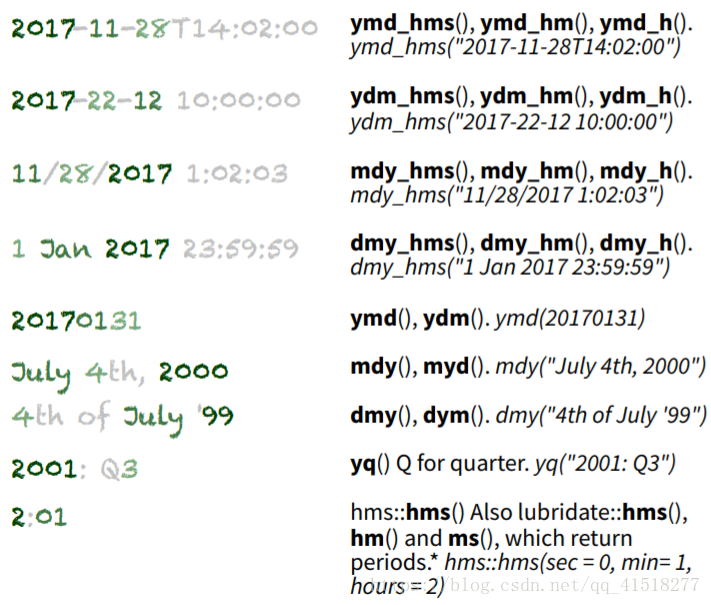 2017-11-28T14:02:00
ymd_hms(), ymd_hm(), ymd_h().
ymd_hms("2017-11-28T14:02:00")
2017-22-12 10:00:00
ydm_hms(), ydm_hm(), ydm_h().
ydm_hms("2017-22-12 10:00:00")
11/28/2017 1:02:03
mdy_hms(), mdy_hm(), mdy_h().
mdy_hms("11/28/2017 1:02:03")
1 Jan 2017 23:59:59
dmy_hms(), dmy_hm(), dmy_h().
dmy_hms("1 Jan 2017 23:59:59")
20170131
ymd(), ydm(). ymd(20170131)
July 4th, 2000
mdy(), myd(). mdy("July 4th, 2000")
4th of July '99
dmy(), dym(). dmy("4th of July '99")
2001: Q3
yq() Q for quarter. yq("2001: Q3")
2:01
hms::hms() Also lubridate::hms(),
hm() and ms(), which return
periods.* hms::hms(sec = 0, min= 1,
hours = 2)
https://blog.csdn.net/qq_41518277